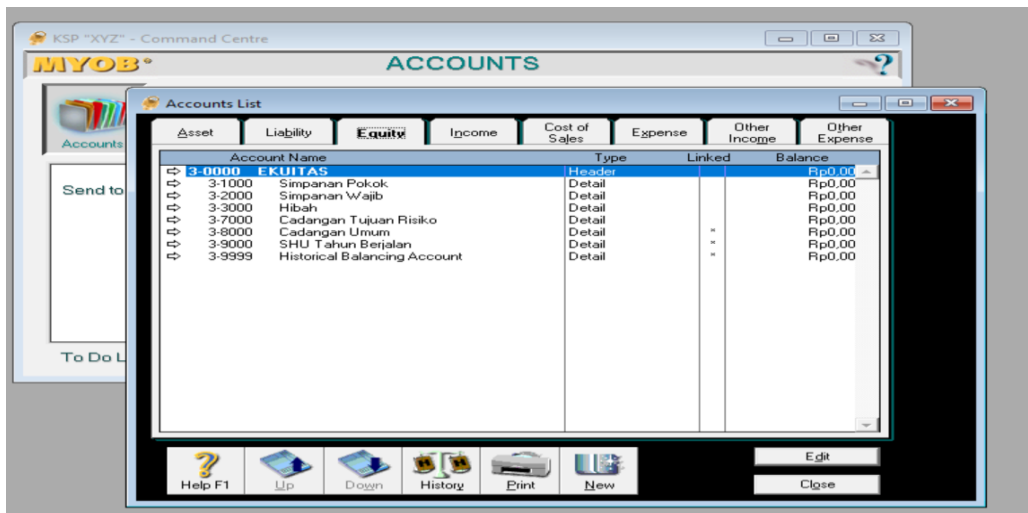 KSP "XYZ" - Command Centre
MYOB® ACCOUNTS ?
Accounts
Send to
To Do L
Accounts List
Asset Liability Equity Income Cost of Sales Expense Other Income Other Expense
Account Name Type Linked Balance
3-0000 EKUITAS Header Rp0,00
3-1000 Simpanan Pokok Detail Rp0,00
3-2000 Simpanan Wajib Detail Rp0,00
3-3000 Hibah Detail Rp0,00
3-7000 Cadangan Tujuan Risiko Detail Rp0,00
3-8000 Cadangan Umum Detail × Rp0,00
3-9000 SHU Tahun Berjalan Detail × Rp0,00
3-9999 Historical Balancing Account Detail × Rp0,00
Edit
Help F1 Up Down History Print New Close